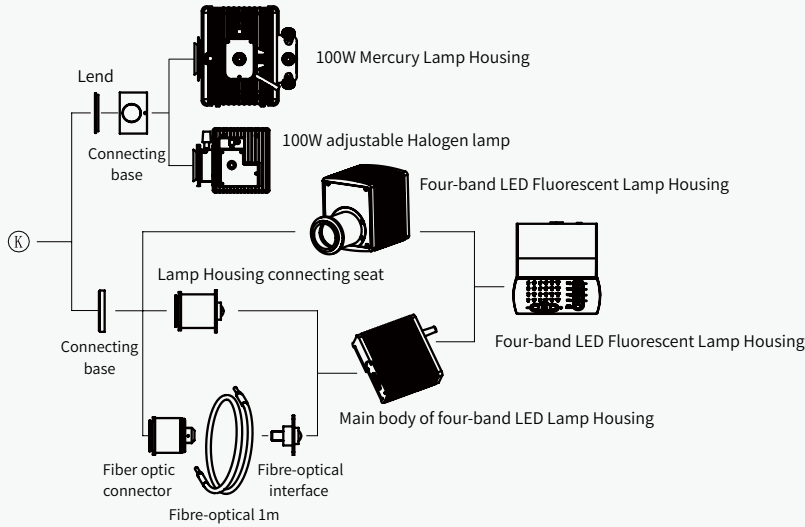 100W Mercury Lamp Housing
Lend
100W adjustable Halogen lamp
Connecting
base
Four-band LED Fluorescent Lamp Housing
K
Lamp Housing connecting seat
Connecting
base
Four-band LED Fluorescent Lamp Housing
Main body of four-band LED Lamp Housing
Fiber optic
connector
Fibre-optical
interface
Fibre-optical 1m